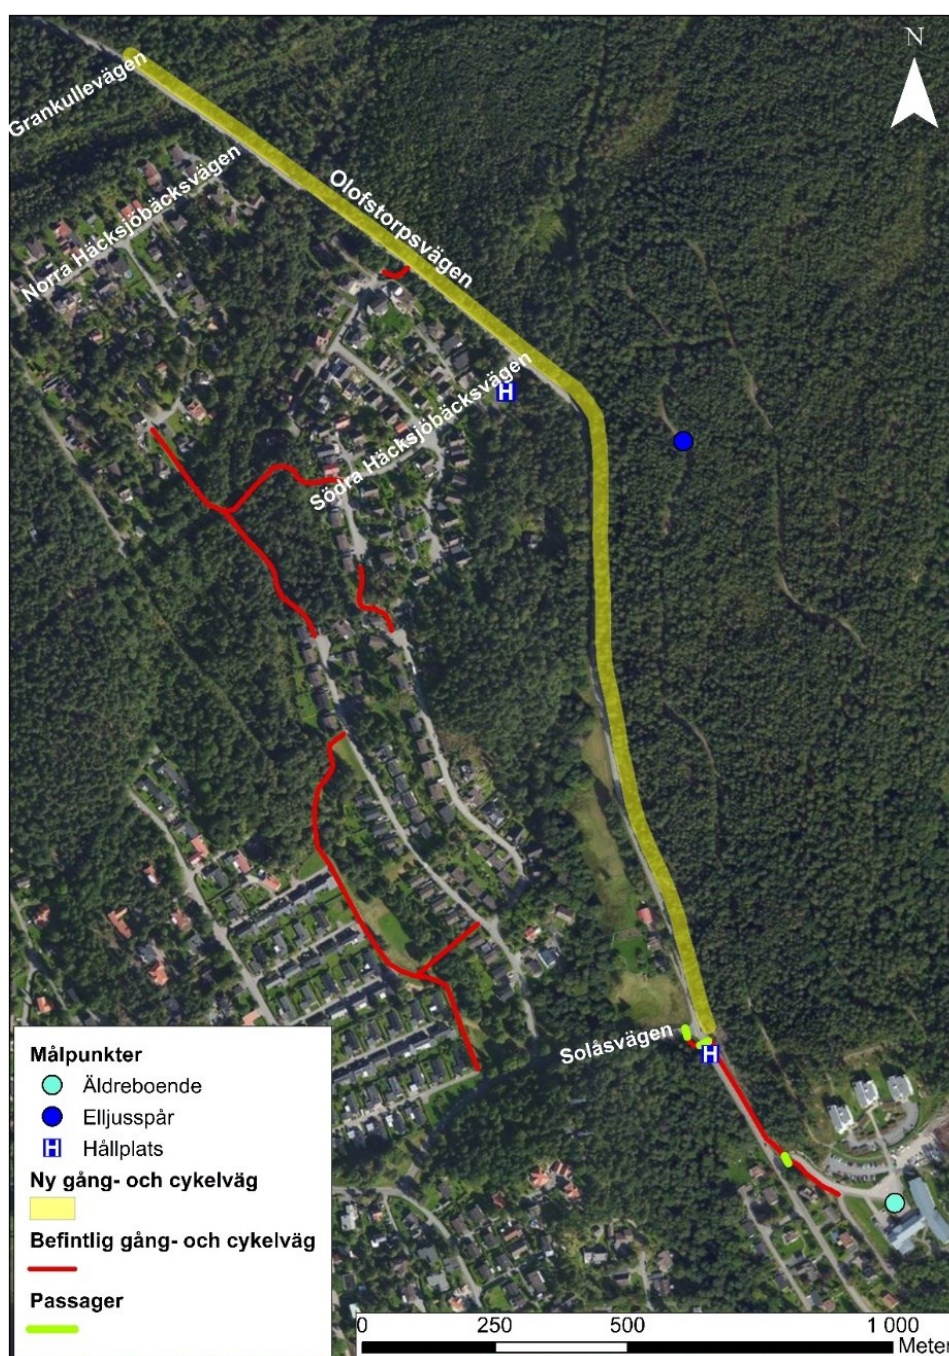 N
Grankullevägen
Norra Häcksjöbäcksvägen
Olofstorpsvägen
H
Södra Häcksjöbäcksvägen
Solåsvägen
H
Målpunkter
Äldreboende
Elljusspår
H Hållplats
Ny gång- och cykelväg
Befintlig gång- och cykelväg
Passager
0 250 500 1 000
Meter